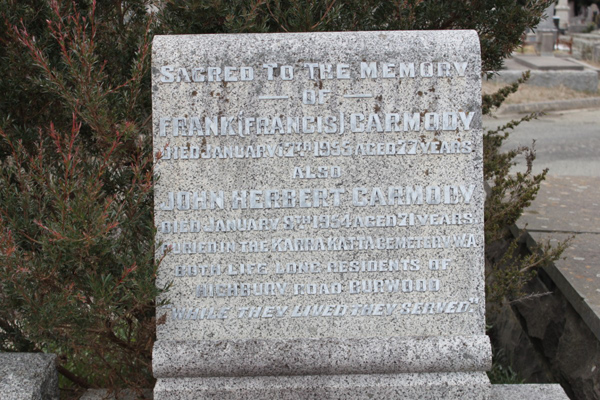 SACRED TO THE MEMORY
— OF —
FRANK (FRANCIS) CARMODY
DIED JANUARY 17TH 1955 AGED 77 YEARS
ALSO
JOHN HERBERT CARMODY
DIED JANUARY 9TH 1954 AGED 71 YEARS
BURIED IN THE KARRAKATTA CEMETERY, W.A.
BOTH LIFE LONG RESIDENTS OF
HIGHBURY ROAD BURWOOD
"WHILE THEY LIVED THEY SERVED"